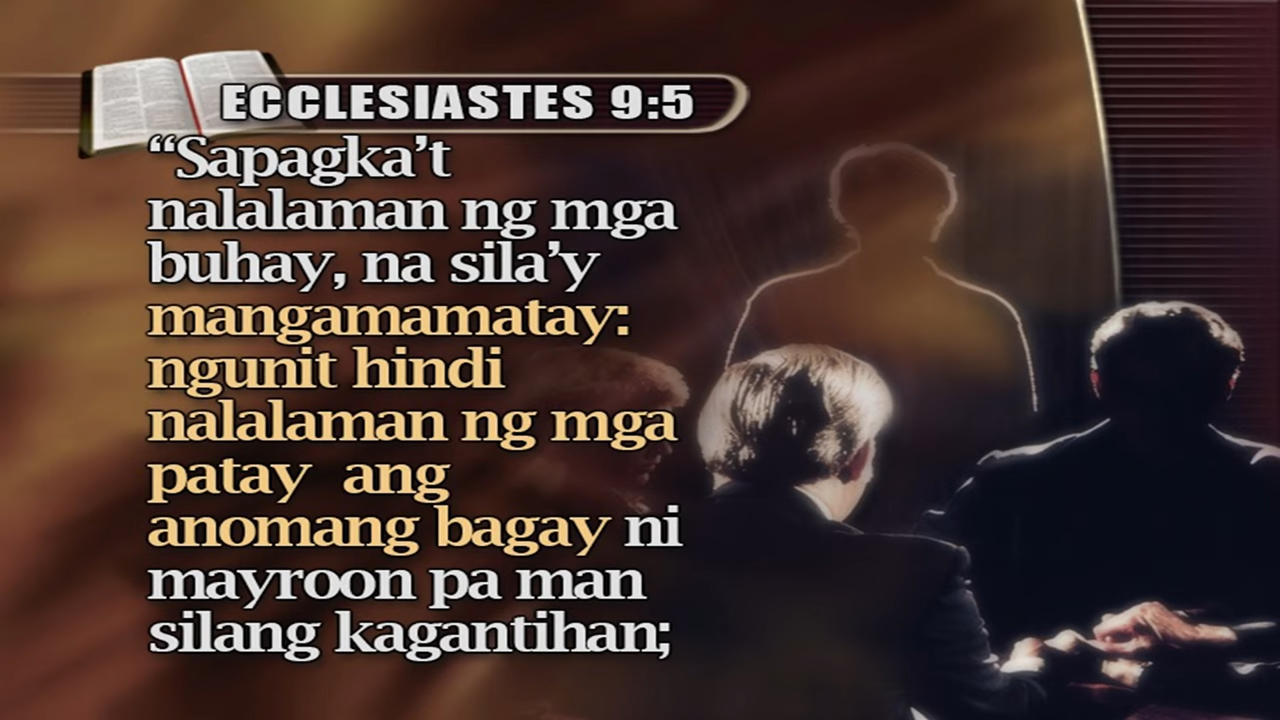 ECCLESIASTES 9:5
“Sapagka’t
nalalaman ng mga
buhay, na sila’y
mangamamatay:
ngunit hindi
nalalaman ng mga
patay  ang
anomang bagay ni
mayroon pa man
silang kagantihan;